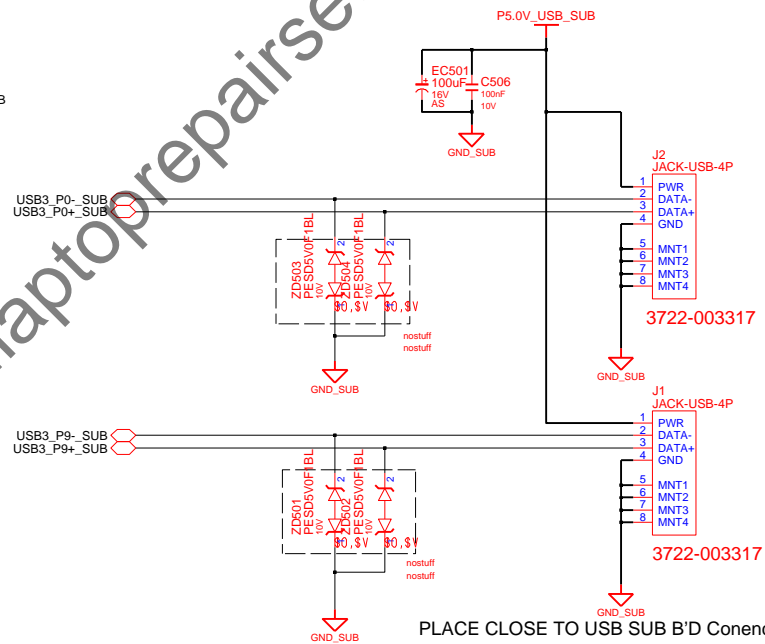 P5.0V_USB_SUB
EC501
100uF
16V
AS
C506
100nF
10V
GND_SUB
B
laptoprepairse
J2
JACK-USB-4P
1 PWR
2 DATA-
3 DATA+
4 GND
5 MNT1
6 MNT2
7 MNT3
8 MNT4
3722-003317
USB3_P0-_SUB
USB3_P0+_SUB
ZD503
PESD5V0F1BL
10V
2
ZD504
PESD5V0F1BL
10V
2
nostuff
nostuff
GND_SUB
GND_SUB
J1
JACK-USB-4P
1 PWR
2 DATA-
3 DATA+
4 GND
5 MNT1
6 MNT2
7 MNT3
8 MNT4
3722-003317
USB3_P9-_SUB
USB3_P9+_SUB
ZD501
PESD5V0F1BL
10V
2
ZD502
PESD5V0F1BL
10V
2
nostuff
nostuff
GND_SUB
GND_SUB
PLACE CLOSE TO USB SUB B'D Conenc